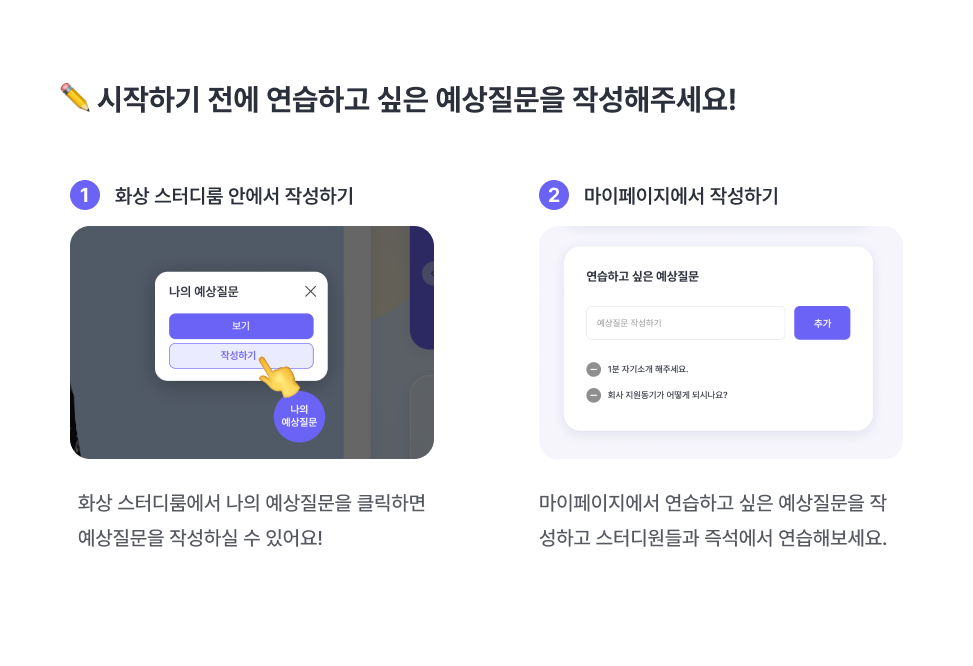 시작하기 전에 연습하고 싶은 예상질문을 작성해주세요!
1 화상 스터디룸 안에서 작성하기
나의 예상질문
보기
작성하기
나의
예상질문
화상 스터디룸에서 나의 예상질문을 클릭하면
예상질문을 작성하실 수 있어요!
2 마이페이지에서 작성하기
연습하고 싶은 예상질문
예상질문 작성하기
추가
1분 자기소개 해주세요.
회사 지원동기가 어떻게 되시나요?
마이페이지에서 연습하고 싶은 예상질문을 작
성하고 스터디원들과 즉석에서 연습해보세요.